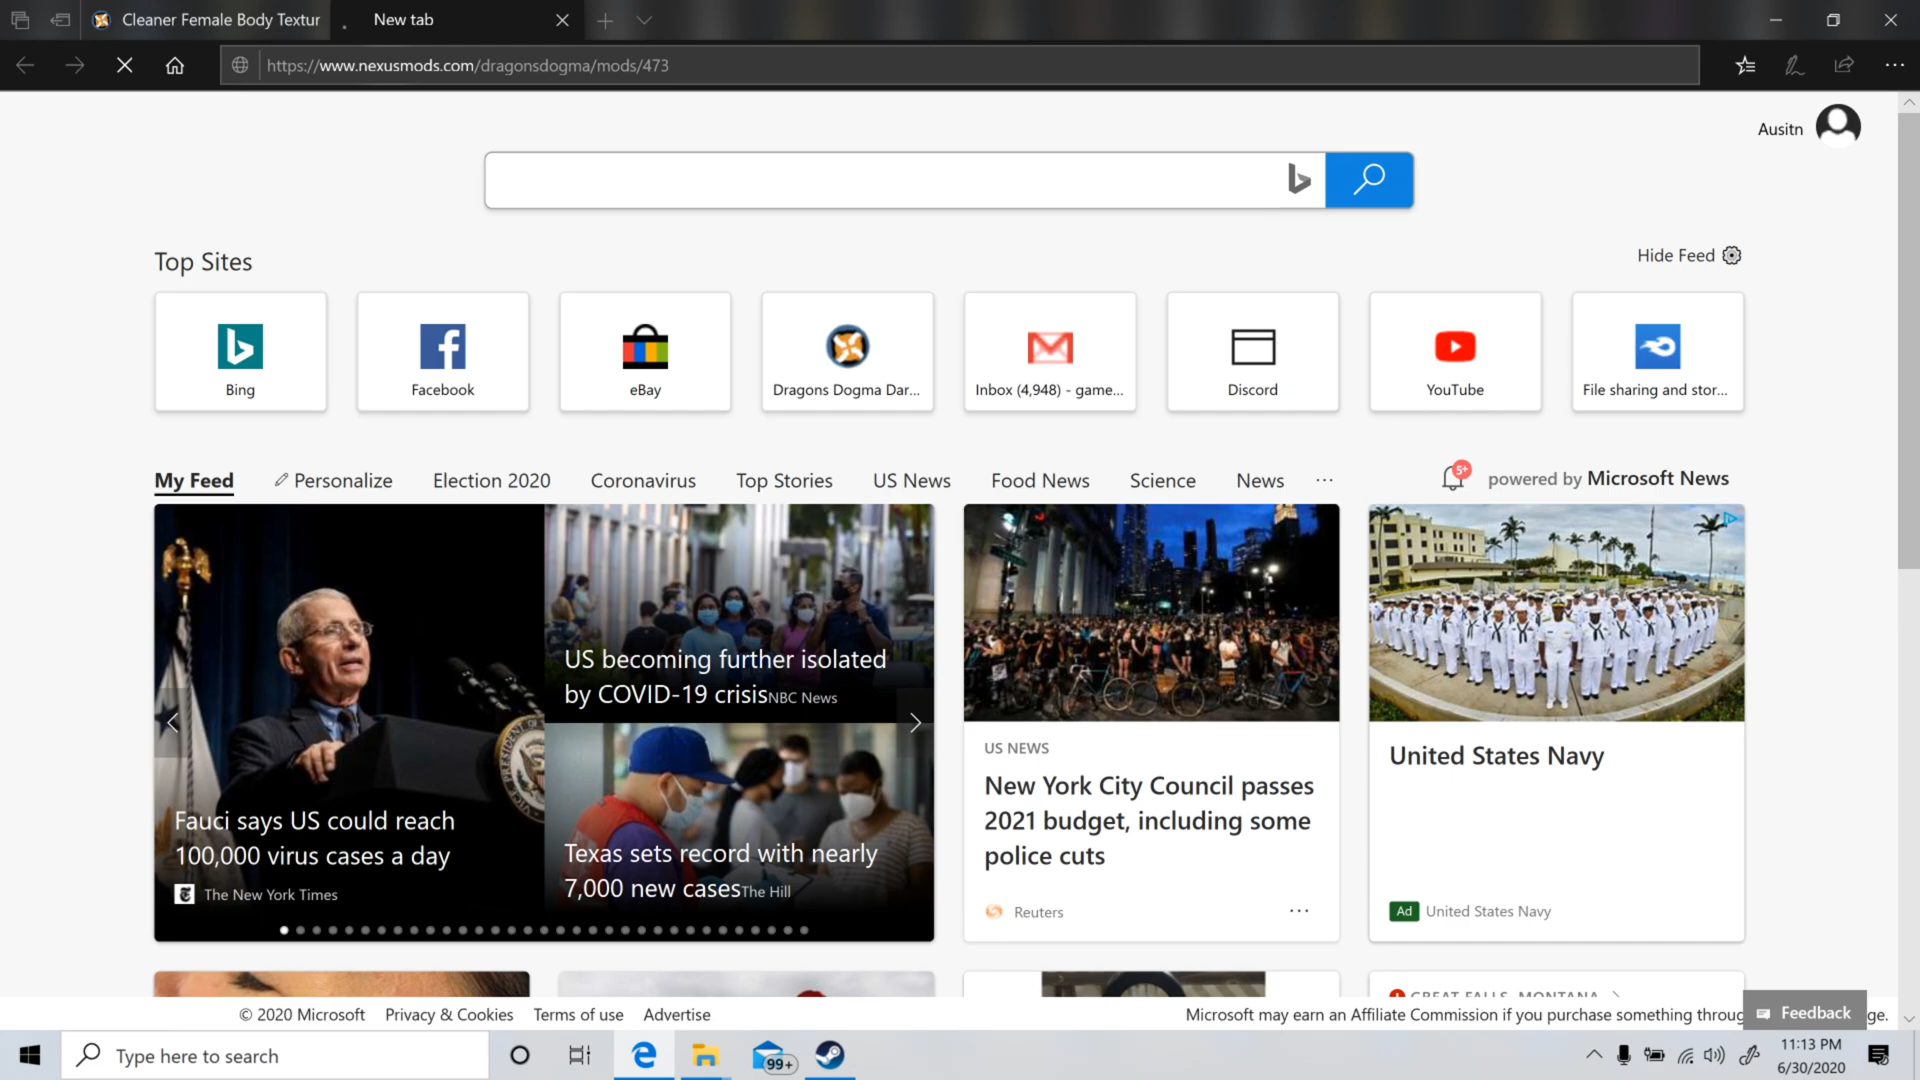 Cleaner Female Body Textur
New tab
https://www.nexusmods.com/dragonsdogma/mods/473
Ausitn
Top Sites
Hide Feed
Bing
Facebook
eBay
Dragons Dogma Dar...
Inbox (4,948) - game...
Discord
YouTube
File sharing and stor...
My Feed
Personalize
Election 2020
Coronavirus
Top Stories
US News
Food News
Science
News
...
5+
powered by Microsoft News
Fauci says US could reach
100,000 virus cases a day
The New York Times
US becoming further isolated
by COVID-19 crisis NBC News
Texas sets record with nearly
7,000 new cases The Hill
US NEWS
New York City Council passes
2021 budget, including some
police cuts
Reuters
...
United States Navy
Ad United States Navy
GREAT FALLS, MONTANA
© 2020 Microsoft
Privacy & Cookies
Terms of use
Advertise
Microsoft may earn an Affiliate Commission if you purchase something throug
Feedback
ge.
Type here to search
99+
11:13 PM
6/30/2020